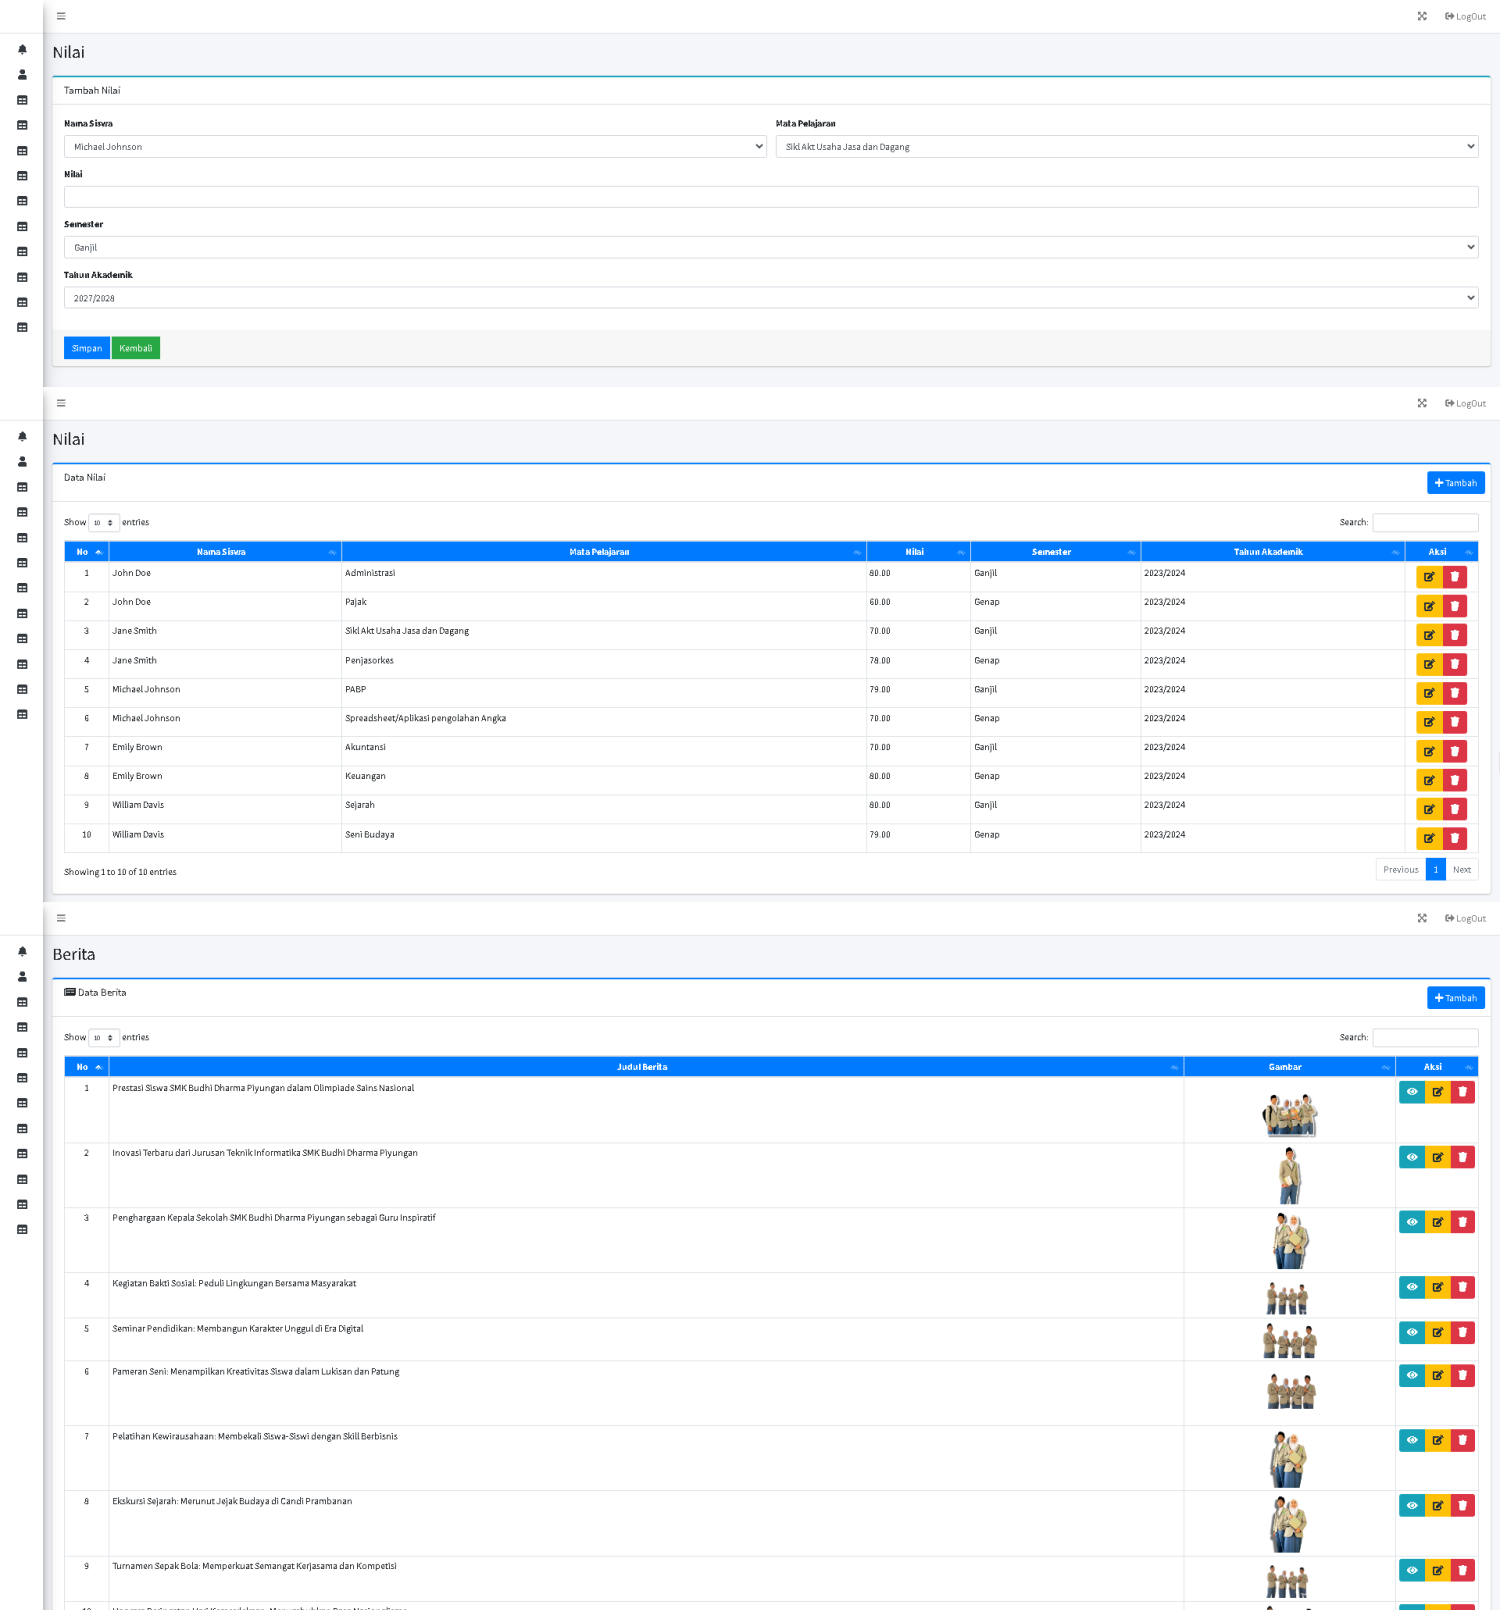 LogOut
Nilai
Tambah Nilai
Nama Siswa Mata Pelajaran
Michael Johnson Sikl Akt Usaha Jasa dan Dagang
Nilai
Semester
Ganjil
Tahun Akademik
2027/2028
Simpan Kembali
LogOut
Nilai
Data Nilai Tambah
Show 10 entries Search:
No Nama Siswa Mata Pelajaran Nilai Semester Tahun Akademik Aksi
1 John Doe Administrasi 80.00 Ganjil 2023/2024
2 John Doe Pajak 60.00 Genap 2023/2024
3 Jane Smith Sikl Akt Usaha Jasa dan Dagang 70.00 Ganjil 2023/2024
4 Jane Smith Penjasorkes 78.00 Genap 2023/2024
5 Michael Johnson PABP 79.00 Ganjil 2023/2024
6 Michael Johnson Spreadsheet/Aplikasi pengolahan Angka 70.00 Genap 2023/2024
7 Emily Brown Akuntansi 70.00 Ganjil 2023/2024
8 Emily Brown Keuangan 80.00 Genap 2023/2024
9 William Davis Sejarah 80.00 Ganjil 2023/2024
10 William Davis Seni Budaya 79.00 Genap 2023/2024
Showing 1 to 10 of 10 entries Previous 1 Next
LogOut
Berita
Data Berita Tambah
Show 10 entries Search:
No Judul Berita Gambar Aksi
1 Prestasi Siswa SMK Budhi Dharma Piyungan dalam Olimpiade Sains Nasional
2 Inovasi Terbaru dari Jurusan Teknik Informatika SMK Budhi Dharma Piyungan
3 Penghargaan Kepala Sekolah SMK Budhi Dharma Piyungan sebagai Guru Inspiratif
4 Kegiatan Bakti Sosial: Peduli Lingkungan Bersama Masyarakat
5 Seminar Pendidikan: Membangun Karakter Unggul di Era Digital
6 Pameran Seni: Menampilkan Kreativitas Siswa dalam Lukisan dan Patung
7 Pelatihan Kewirausahaan: Membekali Siswa-Siswi dengan Skill Berbisnis
8 Ekskursi Sejarah: Merunut Jejak Budaya di Candi Prambanan
9 Turnamen Sepak Bola: Memperkuat Semangat Kerjasama dan Kompetisi